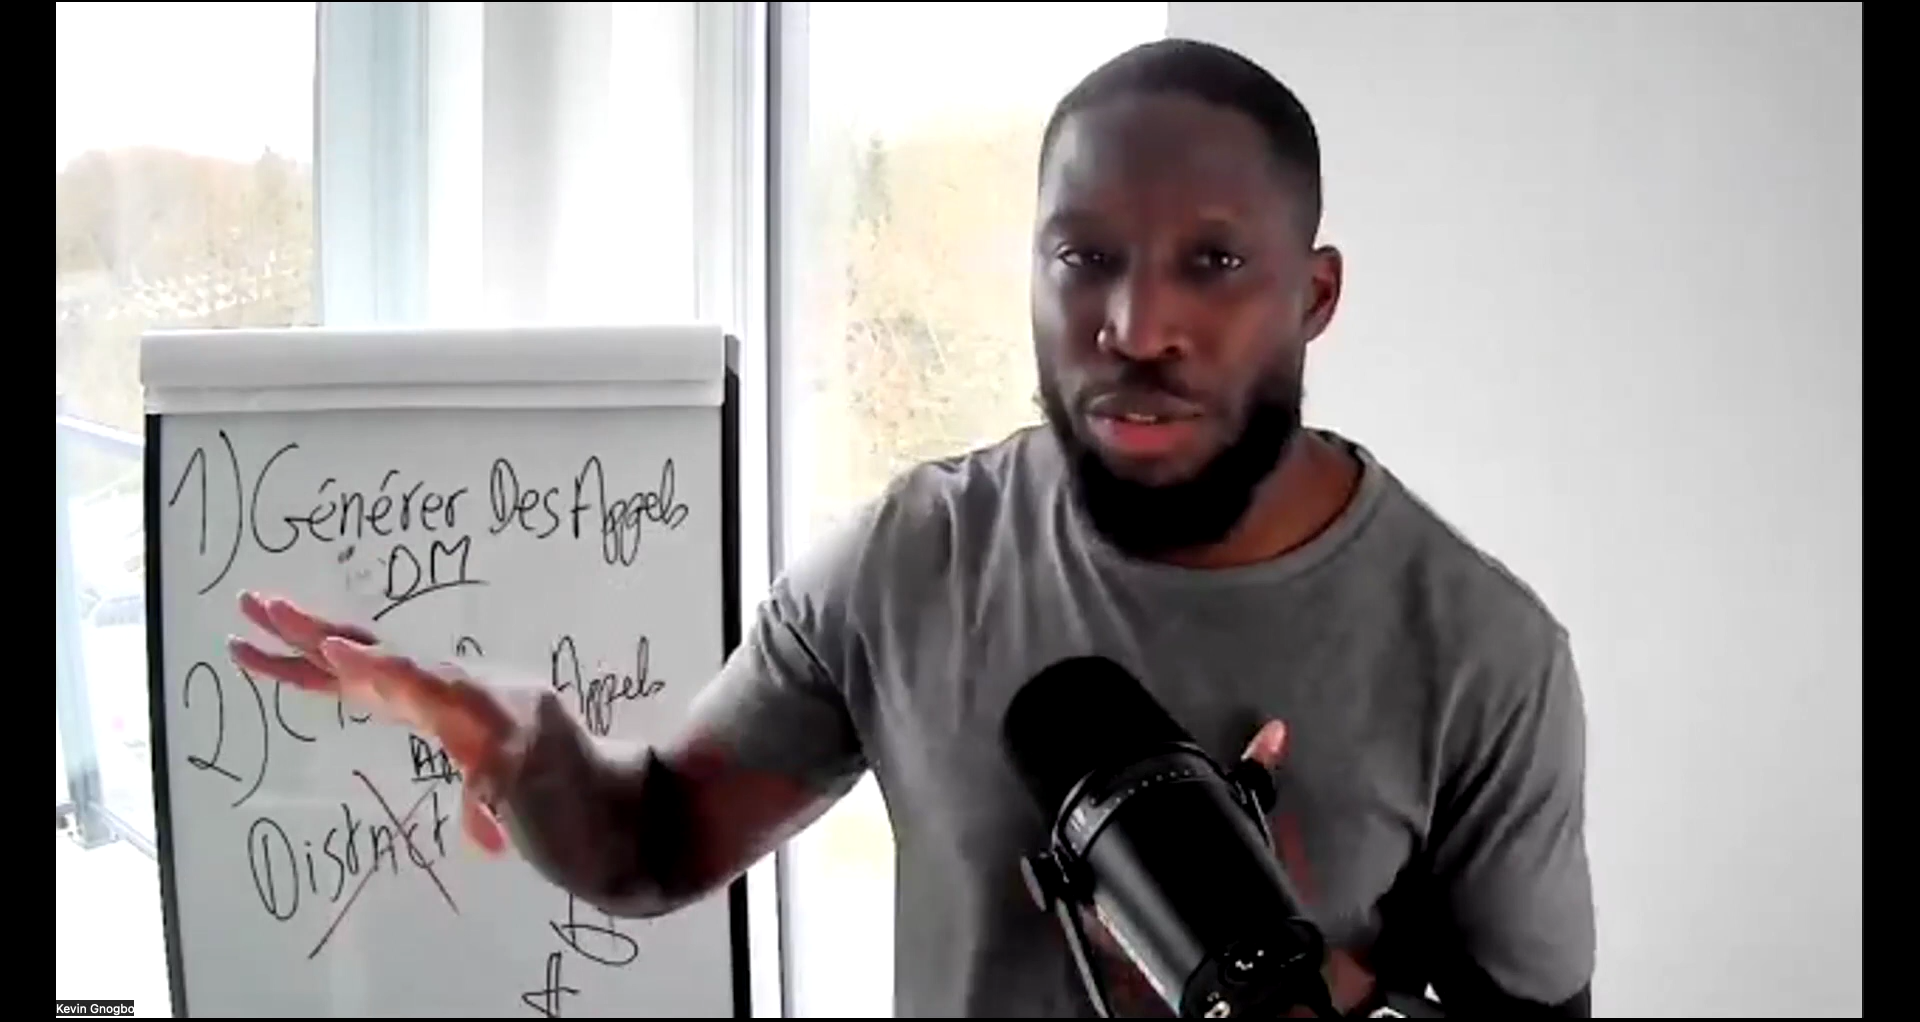 1) Générer Des Appels
DM
2) Appels
Distract
Kevin Gnogbo